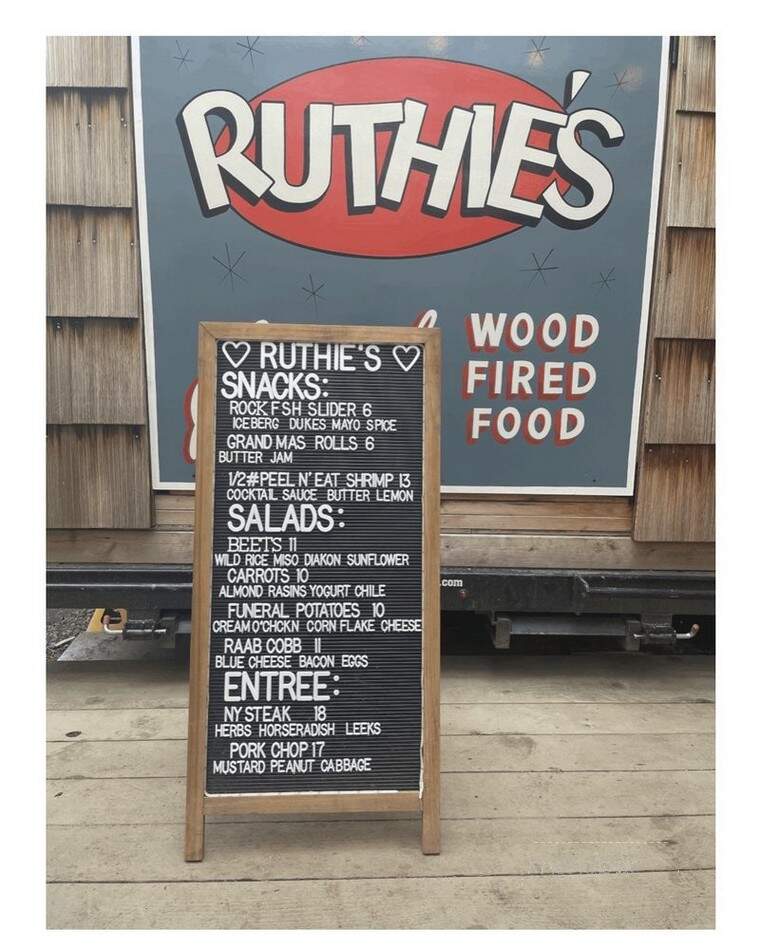 RUTHIE'S
WOOD
FIRED
FOOD
♡ RUTHIE'S ♡
SNACKS:
ROCK FSH SLIDER 6
ICEBERG DUKES MAYO SPICE
GRAND MAS ROLLS 6
BUTTER JAM
1/2#PEEL N' EAT SHRIMP 13
COCKTAIL SAUCE BUTTER LEMON
SALADS:
BEETS 11
WILD RICE MISO DIAKON SUNFLOWER
CARROTS 10
ALMOND RASINS YOGURT CHILE
FUNERAL POTATOES 10
CREAM O'CHCKN CORN FLAKE CHEESE
RAAB COBB 11
BLUE CHEESE BACON EGGS
ENTREE:
NY STEAK 18
HERBS HORSERADISH LEEKS
PORK CHOP 17
MUSTARD PEANUT CABBAGE
.com